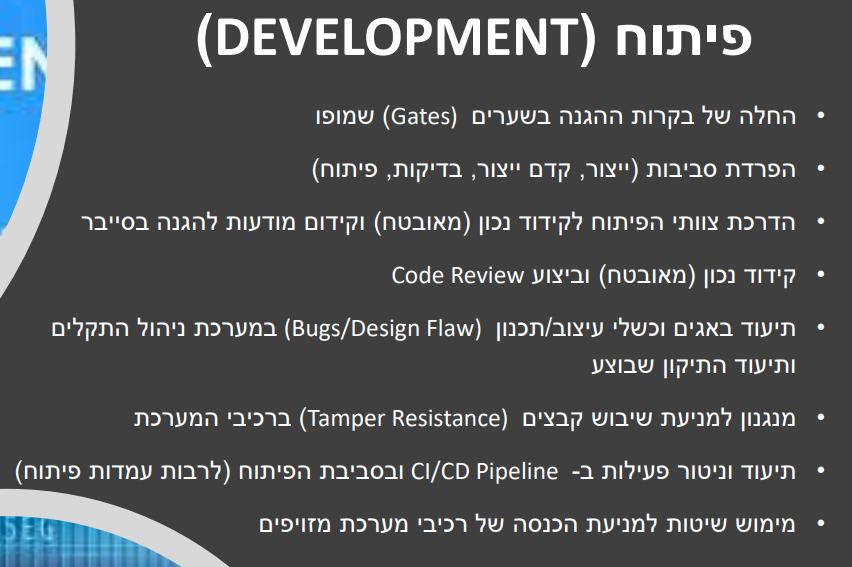 פיתוח (DEVELOPMENT)
• החלה של בקרות ההגנה בשערים (Gates) שמופו
• הפרדת סביבות (ייצור, קדם ייצור, בדיקות, פיתוח)
• הדרכת צוותי הפיתוח לקידוד נכון (מאובטח) וקידום מודעות להגנה בסייבר
• קידוד נכון (מאובטח) וביצוע Code Review
• תיעוד באגים וכשלי עיצוב/תכנון (Bugs/Design Flaw) במערכת ניהול התקלים
ותיעוד התיקון שבוצע
• מנגנון למניעת שיבוש קבצים (Tamper Resistance) ברכיבי המערכת
• תיעוד וניטור פעילות ב- CI/CD Pipeline ובסביבת הפיתוח (לרבות עמדות פיתוח)
• מימוש שיטות למניעת הכנסה של רכיבי מערכת מזויפים